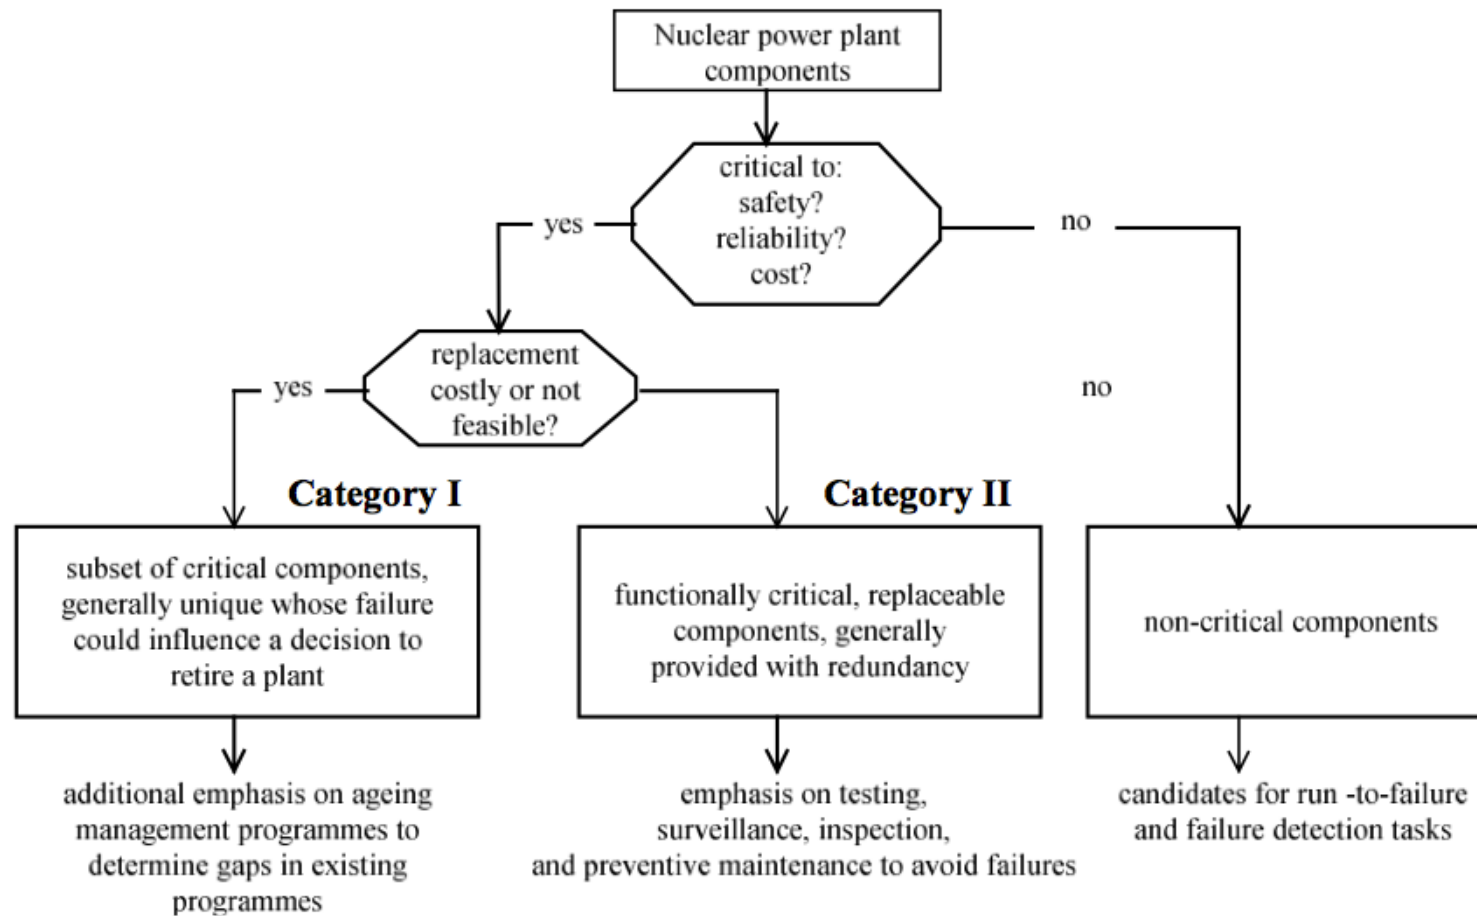 Nuclear power plant
components
critical to:
safety?
reliability?
cost?
yes
no
replacement
costly or not
feasible?
yes
no
Category I
Category II
subset of critical components,
generally unique whose failure
could influence a decision to
retire a plant
functionally critical, replaceable
components, generally
provided with redundancy
non-critical components
additional emphasis on ageing
management programmes to
determine gaps in existing
programmes
emphasis on testing,
surveillance, inspection,
and preventive maintenance to avoid failures
candidates for run -to-failure
and failure detection tasks